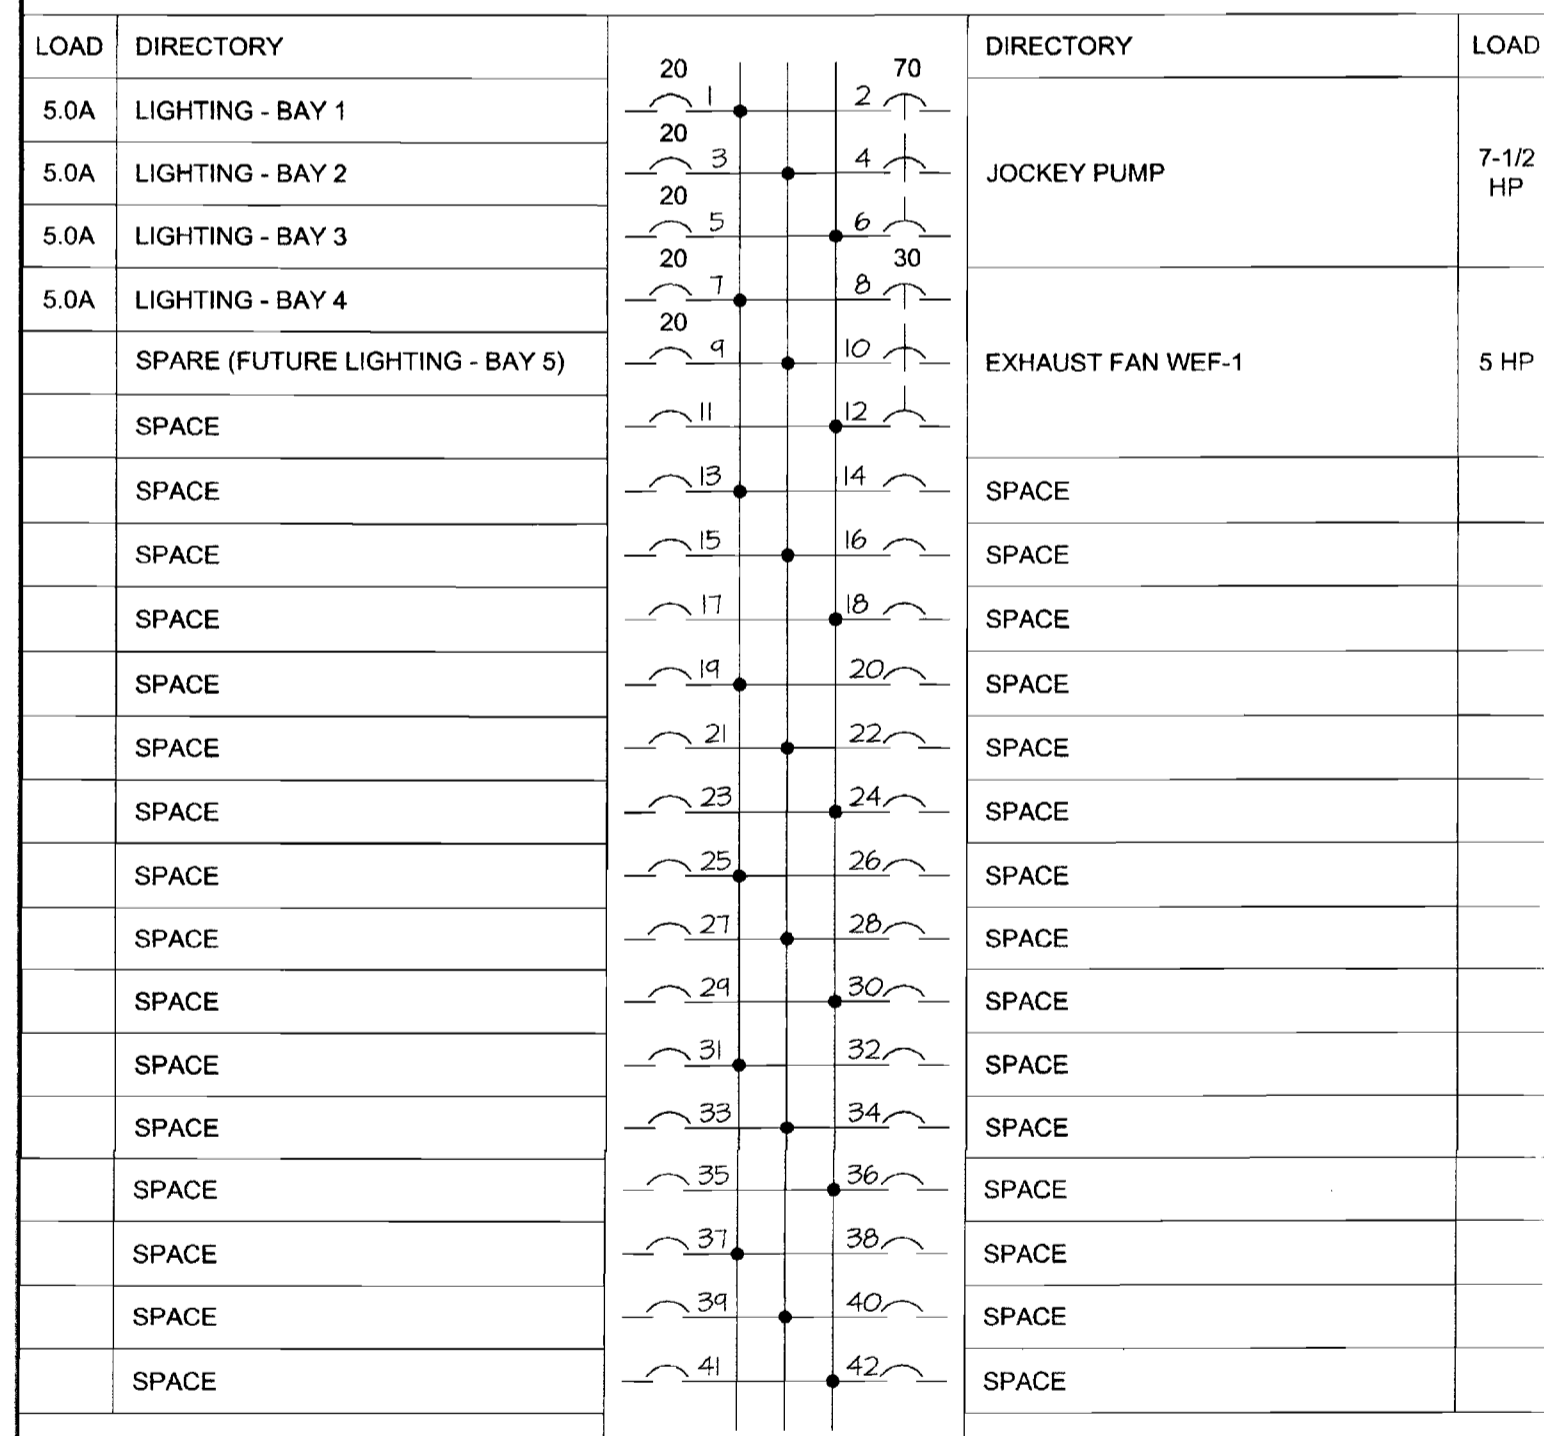 LOAD DIRECTORY DIRECTORY LOAD
20 70
5.0A LIGHTING - BAY 1 1 2
20
5.0A LIGHTING - BAY 2 3 4 JOCKEY PUMP 7-1/2 HP
20
5.0A LIGHTING - BAY 3 5 6
20 30
5.0A LIGHTING - BAY 4 7 8
20
SPARE (FUTURE LIGHTING - BAY 5) 9 10 EXHAUST FAN WEF-1 5 HP
SPACE 11 12
SPACE 13 14 SPACE
SPACE 15 16 SPACE
SPACE 17 18 SPACE
SPACE 19 20 SPACE
SPACE 21 22 SPACE
SPACE 23 24 SPACE
SPACE 25 26 SPACE
SPACE 27 28 SPACE
SPACE 29 30 SPACE
SPACE 31 32 SPACE
SPACE 33 34 SPACE
SPACE 35 36 SPACE
SPACE 37 38 SPACE
SPACE 39 40 SPACE
SPACE 41 42 SPACE